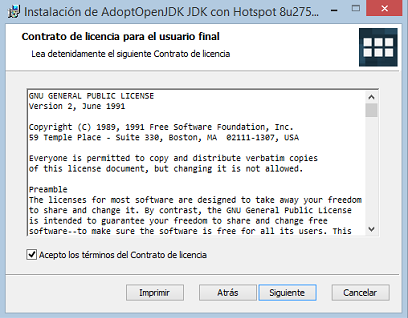 Instalación de AdoptOpenJDK JDK con Hotspot 8u275...
Contrato de licencia para el usuario final
Lea detenidamente el siguiente Contrato de licencia
GNU GENERAL PUBLIC LICENSE
Version 2, June 1991
Copyright (C) 1989, 1991 Free Software Foundation, Inc.
59 Temple Place - Suite 330, Boston, MA  02111-1307, USA
Everyone is permitted to copy and distribute verbatim copies
of this license document, but changing it is not allowed.
Preamble
The licenses for most software are designed to take away your freedom
to share and change it. By contrast, the GNU General Public License
is intended to guarantee your freedom to share and change free
software--to make sure the software is free for all its users. This
Acepto los términos del Contrato de licencia
Imprimir Atrás Siguiente Cancelar